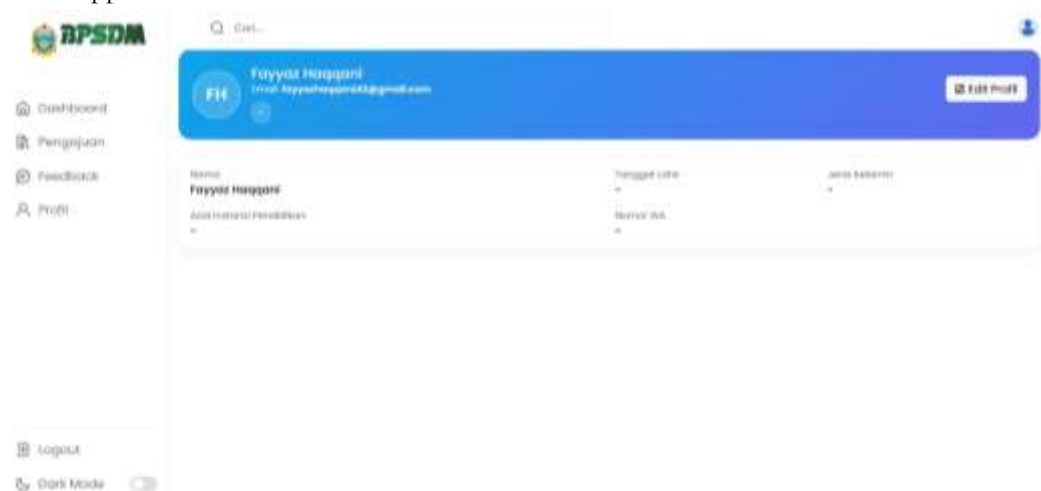 BPSDM
Cari...
Dashboard
Pengajuan
Feedback
Profil
Logout
Dark Mode
FH
Fayyaz Haqqani
Email:
Edit Profil
Nama
Fayyaz Haqqani
Tanggal Lahir
-
Jenis Kelamin
-
Asal Instansi Pendidikan
-
Nomor WA
-